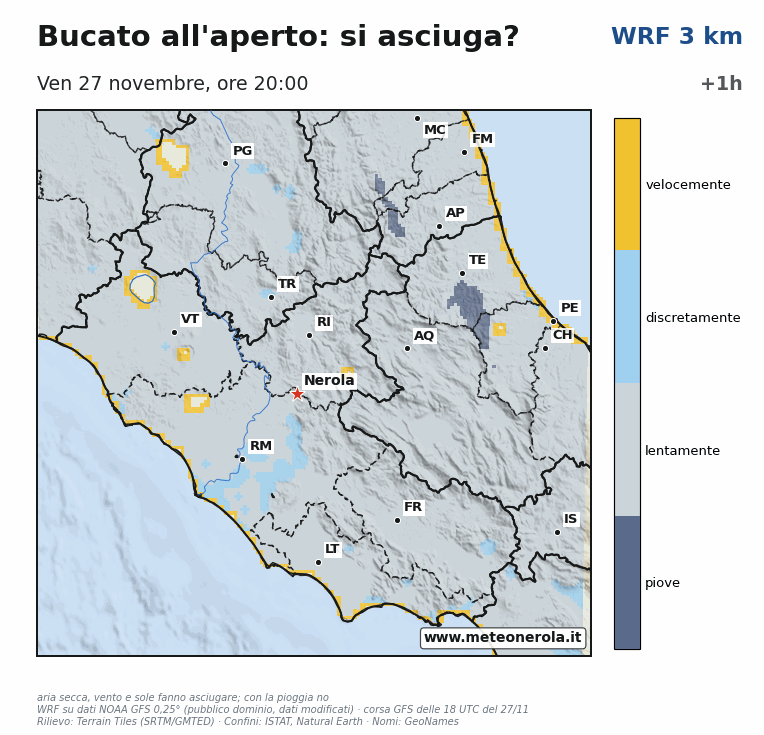 Bucato all'aperto: si asciuga?
WRF 3 km
Ven 27 novembre, ore 20:00
+1h
MC
FM
PG
AP
TE
TR
PE
VT
RI
AQ
CH
Nerola
RM
FR
IS
LT
velocemente
discretamente
lentamente
piove
www.meteonerola.it
aria secca, vento e sole fanno asciugare; con la pioggia no
WRF su dati NOAA GFS 0,25° (pubblico dominio, dati modificati) · corsa GFS delle 18 UTC del 27/11
Rilievo: Terrain Tiles (SRTM/GMTED) · Confini: ISTAT, Natural Earth · Nomi: GeoNames